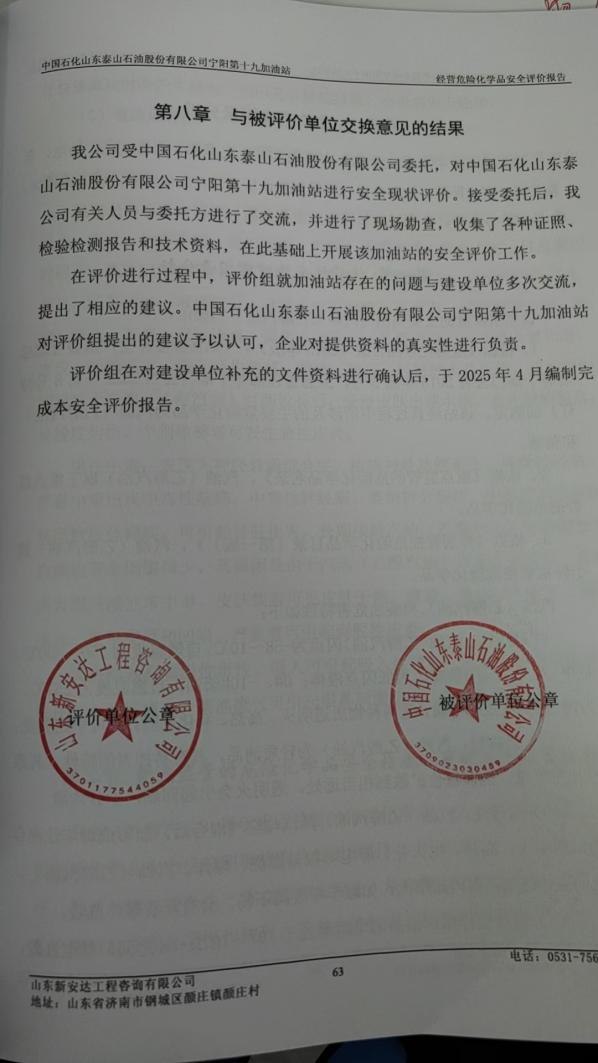 中国石化山东泰山石油股份有限公司宁阳第十九加油站
经营危险化学品安全评价报告
第八章 与被评价单位交换意见的结果
我公司受中国石化山东泰山石油股份有限公司委托，对中国石化山东泰
山石油股份有限公司宁阳第十九加油站进行安全现状评价。接受委托后，我
公司有关人员与委托方进行了交流，并进行了现场勘查，收集了各种证照、
检验检测报告和技术资料，在此基础上开展该加油站的安全评价工作。
在评价进行过程中，评价组就加油站存在的问题与建设单位多次交流，
提出了相应的建议。中国石化山东泰山石油股份有限公司宁阳第十九加油站
对评价组提出的建议予以认可，企业对提供资料的真实性进行负责。
评价组在对建设单位补充的文件资料进行确认后，于 2025 年 4 月编制完
成本安全评价报告。
山东新安达工程咨询有限公司
评价单位公章
3701177544059
中国石化山东泰山石油股份有限公司
被评价单位公章
3709023030459
63
电话：0531-756
山东新安达工程咨询有限公司
地址：山东省济南市钢城区颜庄镇颜庄村